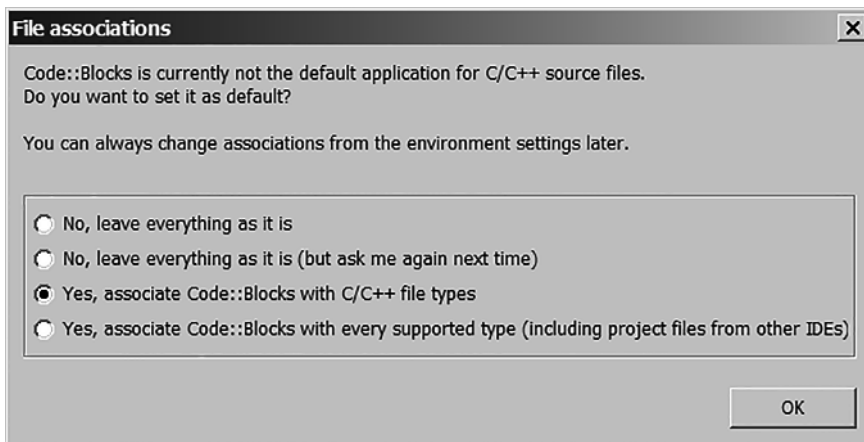 File associations
Code::Blocks is currently not the default application for C/C++ source files.
Do you want to set it as default?
You can always change associations from the environment settings later.
No, leave everything as it is
No, leave everything as it is (but ask me again next time)
Yes, associate Code::Blocks with C/C++ file types
Yes, associate Code::Blocks with every supported type (including project files from other IDEs)
OK